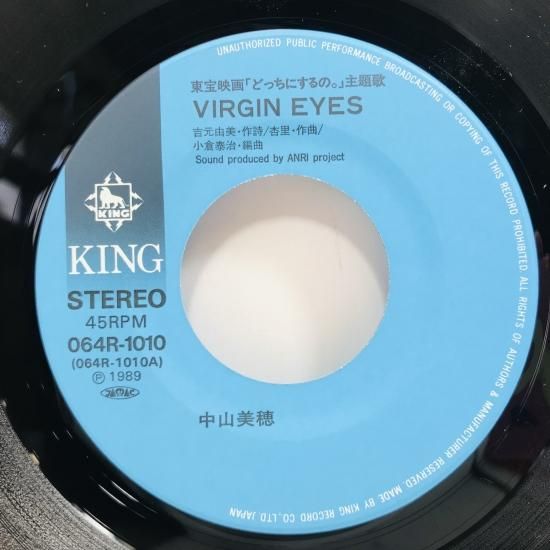 UNAUTHORIZED PUBLIC PERFORMANCE BROADCASTING OR COPYING OF THIS RECORD PROHIBITED. ALL RIGHTS OF AUTHORS & MANUFACTURER RESERVED. MADE BY KING RECORD CO., LTD. JAPAN
東宝映画「どっちにするの。」主題歌
VIRGIN EYES
吉元由美・作詩/杏里・作曲/
小倉泰治・編曲
Sound produced by ANRI project
KING
KING
STEREO
45RPM
064R-1010
(064R-1010A)
Ⓟ 1989
JASRAC
中山美穂